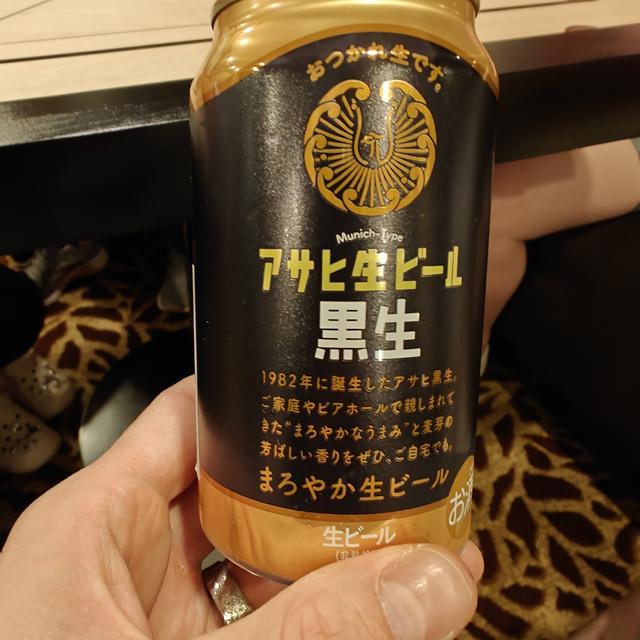 おつかれ生です。
Munich-Type
アサヒ生ビール
黒生
1982年に誕生したアサヒ黒生。
ご家庭やビアホールで親しまれて
きた"まろやかなうまみ"と麦芽の
芳ばしい香りをぜひ、ご自宅でも。
まろやか生ビール
お
生ビール